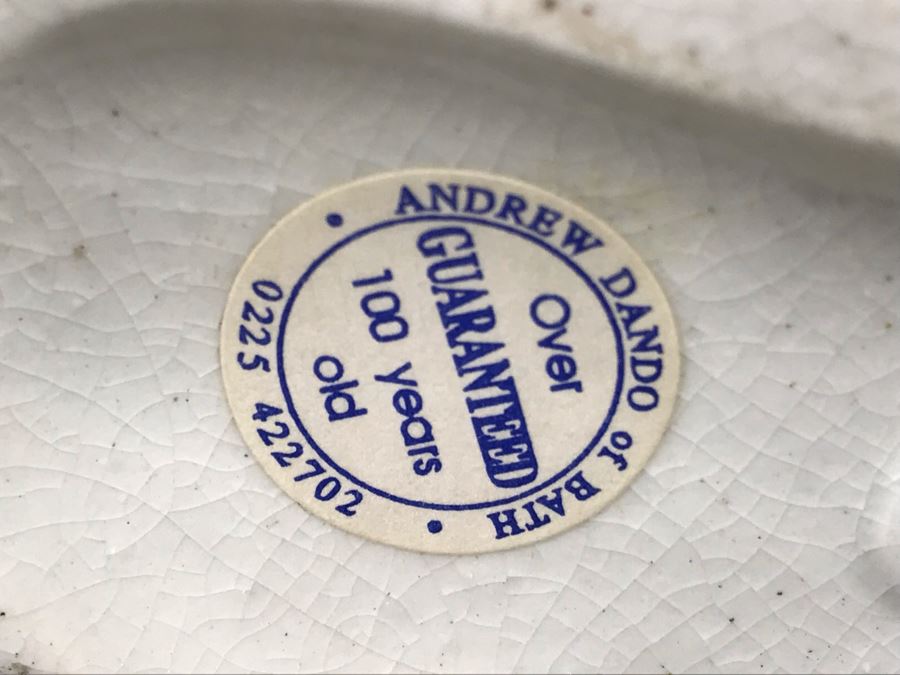 ANDREW DANDO of BATH
Over
GUARANTEED
100 years
old
0225 422702